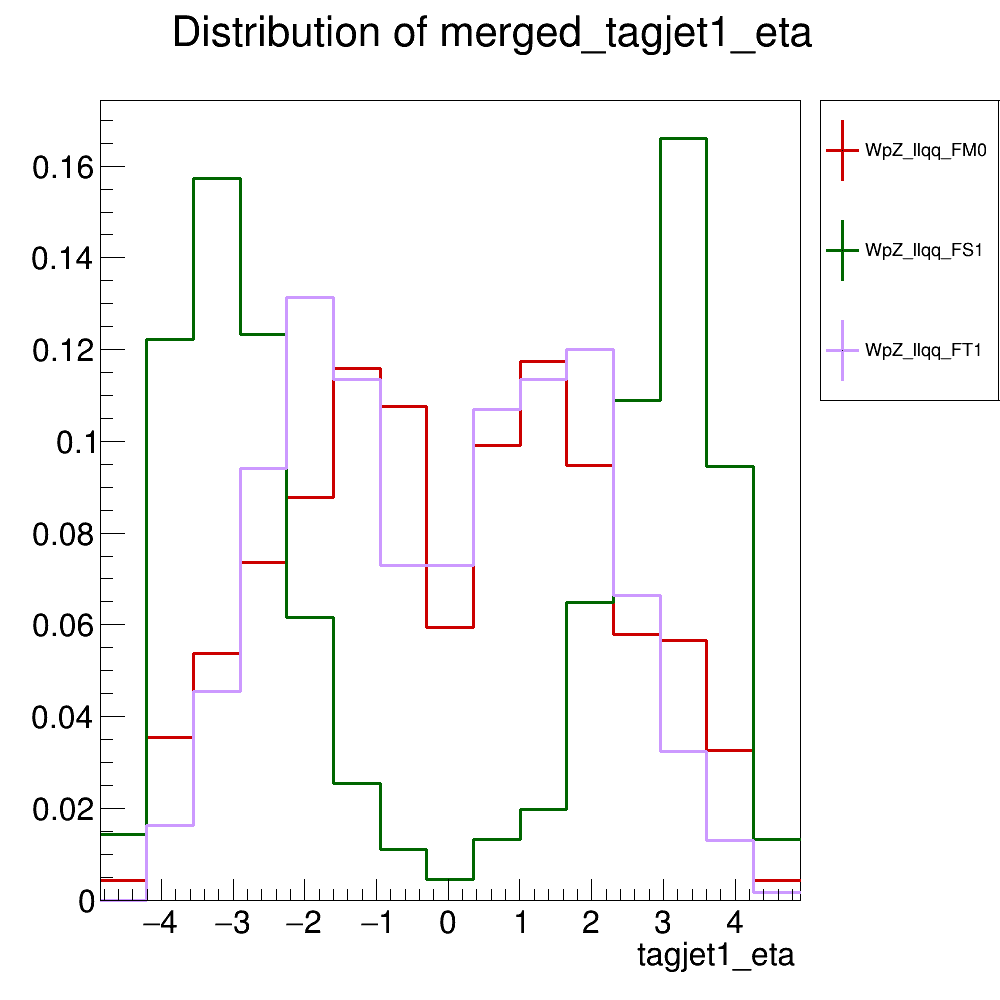 Distribution of merged_tagjet1_eta
WpZ_llqq_FM0
WpZ_llqq_FS1
WpZ_llqq_FT1
0.16
0.14
0.12
0.1
0.08
0.06
0.04
0.02
0
−4 −3 −2 −1 0 1 2 3 4
tagjet1_eta